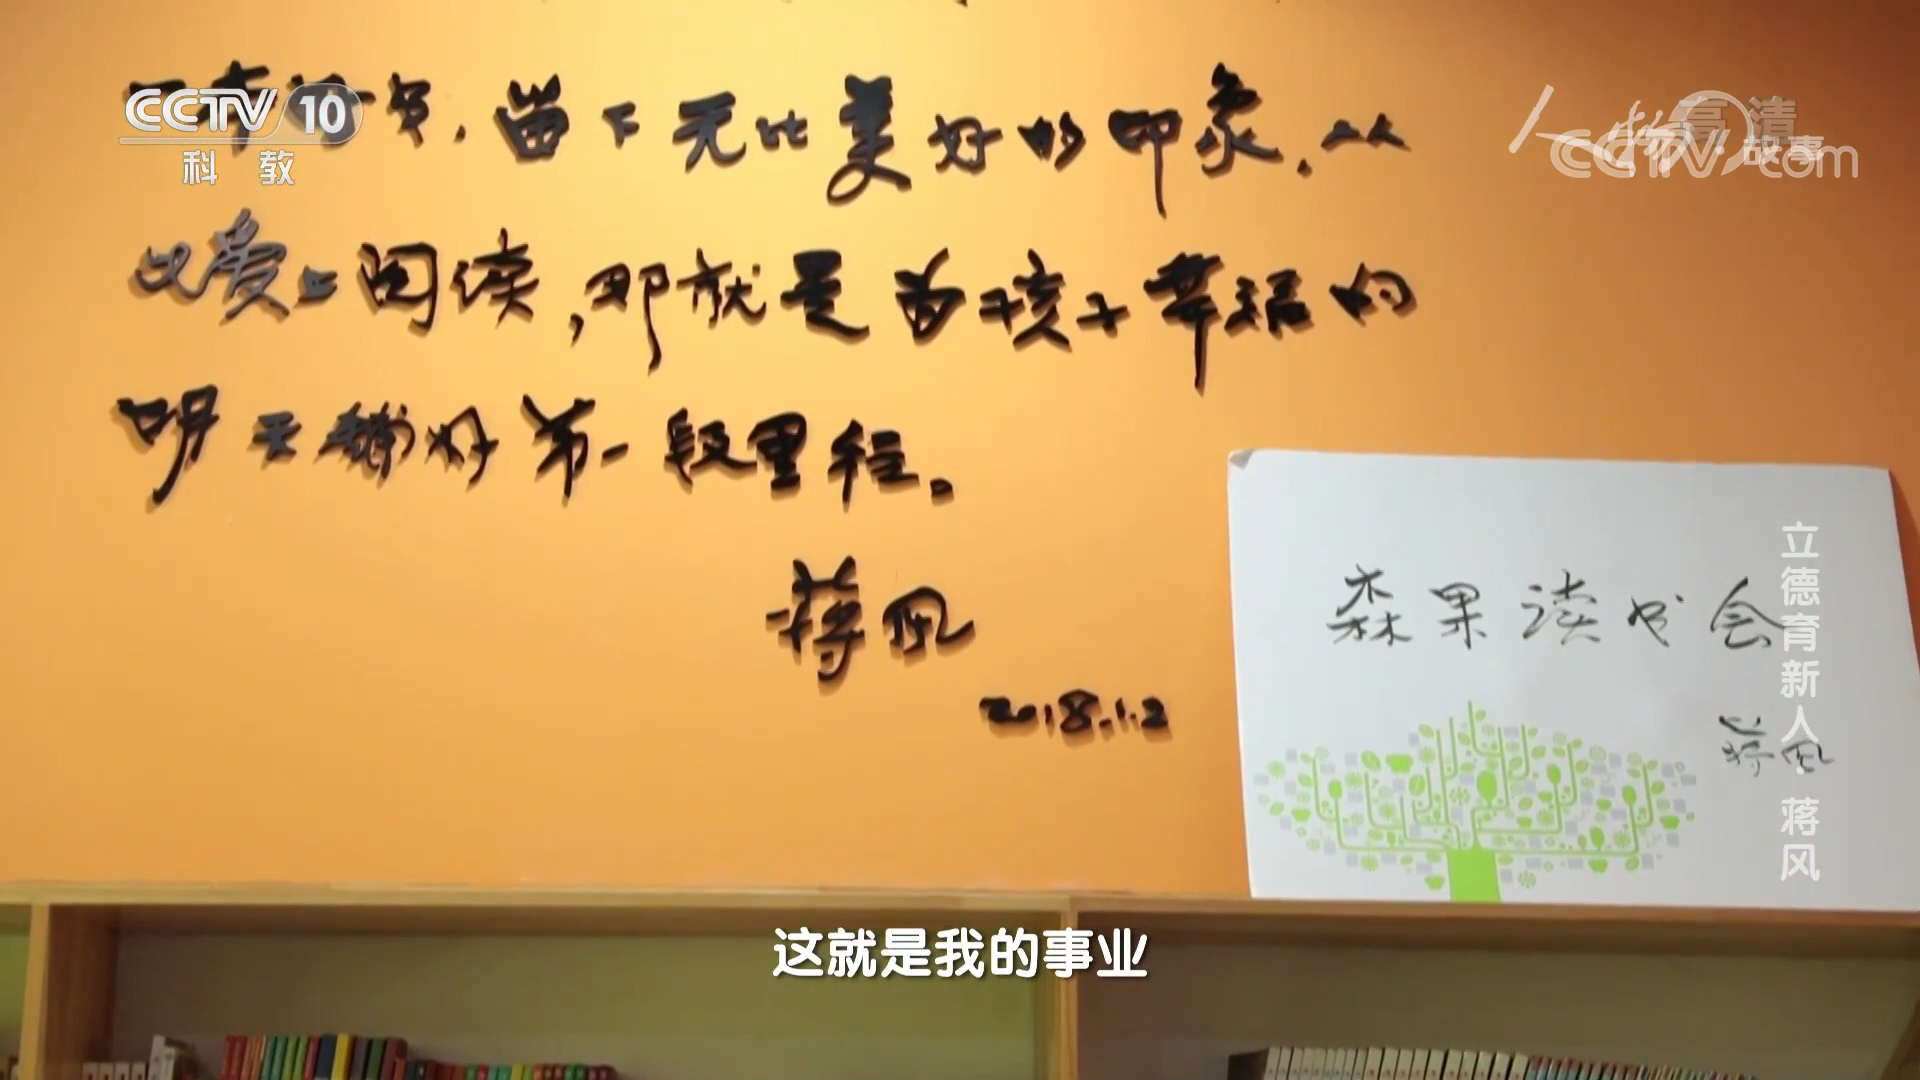 CCTV 10
科教
人物 故事
高清
CCTV.com
留下无比美好的印象，从
此爱上阅读，那就是为孩子幸福的
明天铺好第一段里程。
蒋风
2018.1.2
森果读书会
蒋风
立德育新人·蒋风
这就是我的事业